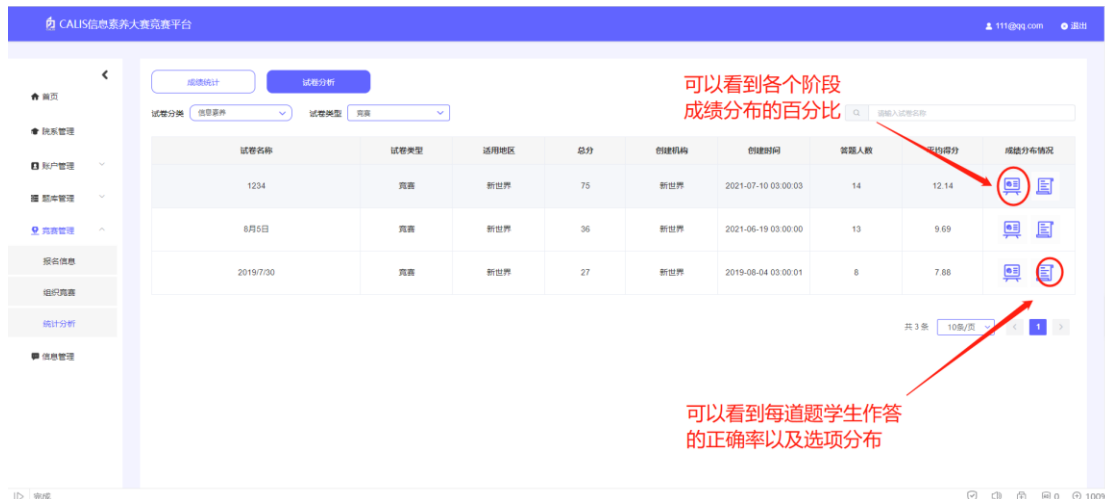 CALIS信息素养大赛竞赛平台
111@qq.com 退出
首页
院系管理
账户管理
题库管理
竞赛管理
报名信息
组织竞赛
统计分析
信息管理
成绩统计 试卷分析
试卷分类 信息素养 试卷类型 竞赛 请输入试卷名称
可以看到各个阶段
成绩分布的百分比
试卷名称 试卷类型 适用地区 总分 创建机构 创建时间 答题人数 平均得分 成绩分布情况
1234 竞赛 新世界 75 新世界 2021-07-10 03:00:03 14 12.14
8月5日 竞赛 新世界 36 新世界 2021-06-19 03:00:00 13 9.69
2019/7/30 竞赛 新世界 27 新世界 2019-08-04 03:00:01 8 7.88
共 3 条 10条/页 1
可以看到每道题学生作答
的正确率以及选项分布
完成 0 100%